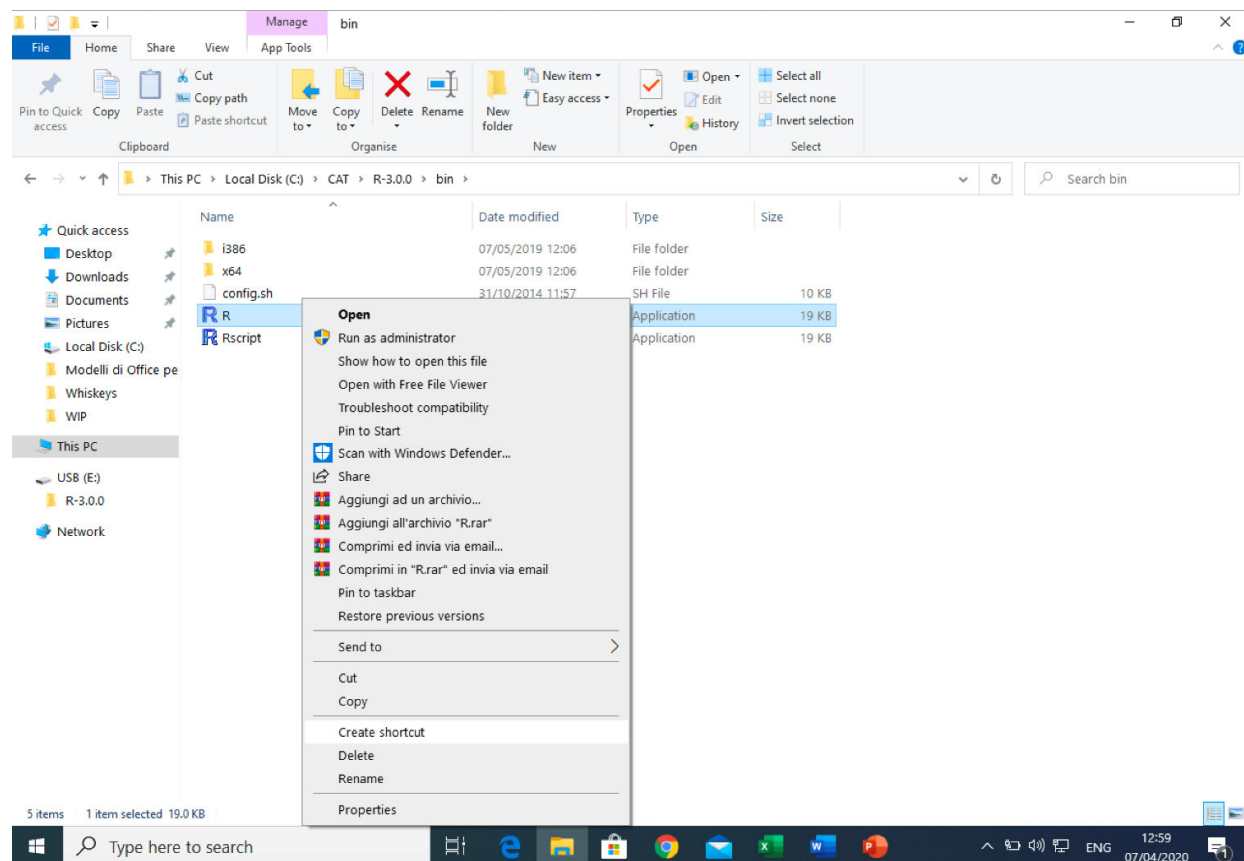 Manage
bin
File
Home
Share
View
App Tools
Pin to Quick access
Copy
Paste
Cut
Copy path
Paste shortcut
Clipboard
Move to
Copy to
Delete
Rename
Organise
New folder
New item
Easy access
New
Properties
Open
Edit
History
Open
Select all
Select none
Invert selection
Select
This PC > Local Disk (C:) > CAT > R-3.0.0 > bin >
Search bin
Name
Date modified
Type
Size
Quick access
Desktop
Downloads
Documents
Pictures
Local Disk (C:)
Modelli di Office pe
Whiskeys
WIP
This PC
USB (E:)
R-3.0.0
Network
i386 07/05/2019 12:06 File folder
x64 07/05/2019 12:06 File folder
config.sh 31/10/2014 11:57 SH File 10 KB
R Application 19 KB
Rscript Application 19 KB
Open
Run as administrator
Show how to open this file
Open with Free File Viewer
Troubleshoot compatibility
Pin to Start
Scan with Windows Defender...
Share
Aggiungi ad un archivio...
Aggiungi all'archivio "R.rar"
Comprimi ed invia via email...
Comprimi in "R.rar" ed invia via email
Pin to taskbar
Restore previous versions
Send to
Cut
Copy
Create shortcut
Delete
Rename
Properties
5 items 1 item selected 19.0 KB
Type here to search
ENG
12:59
07/04/2020
1